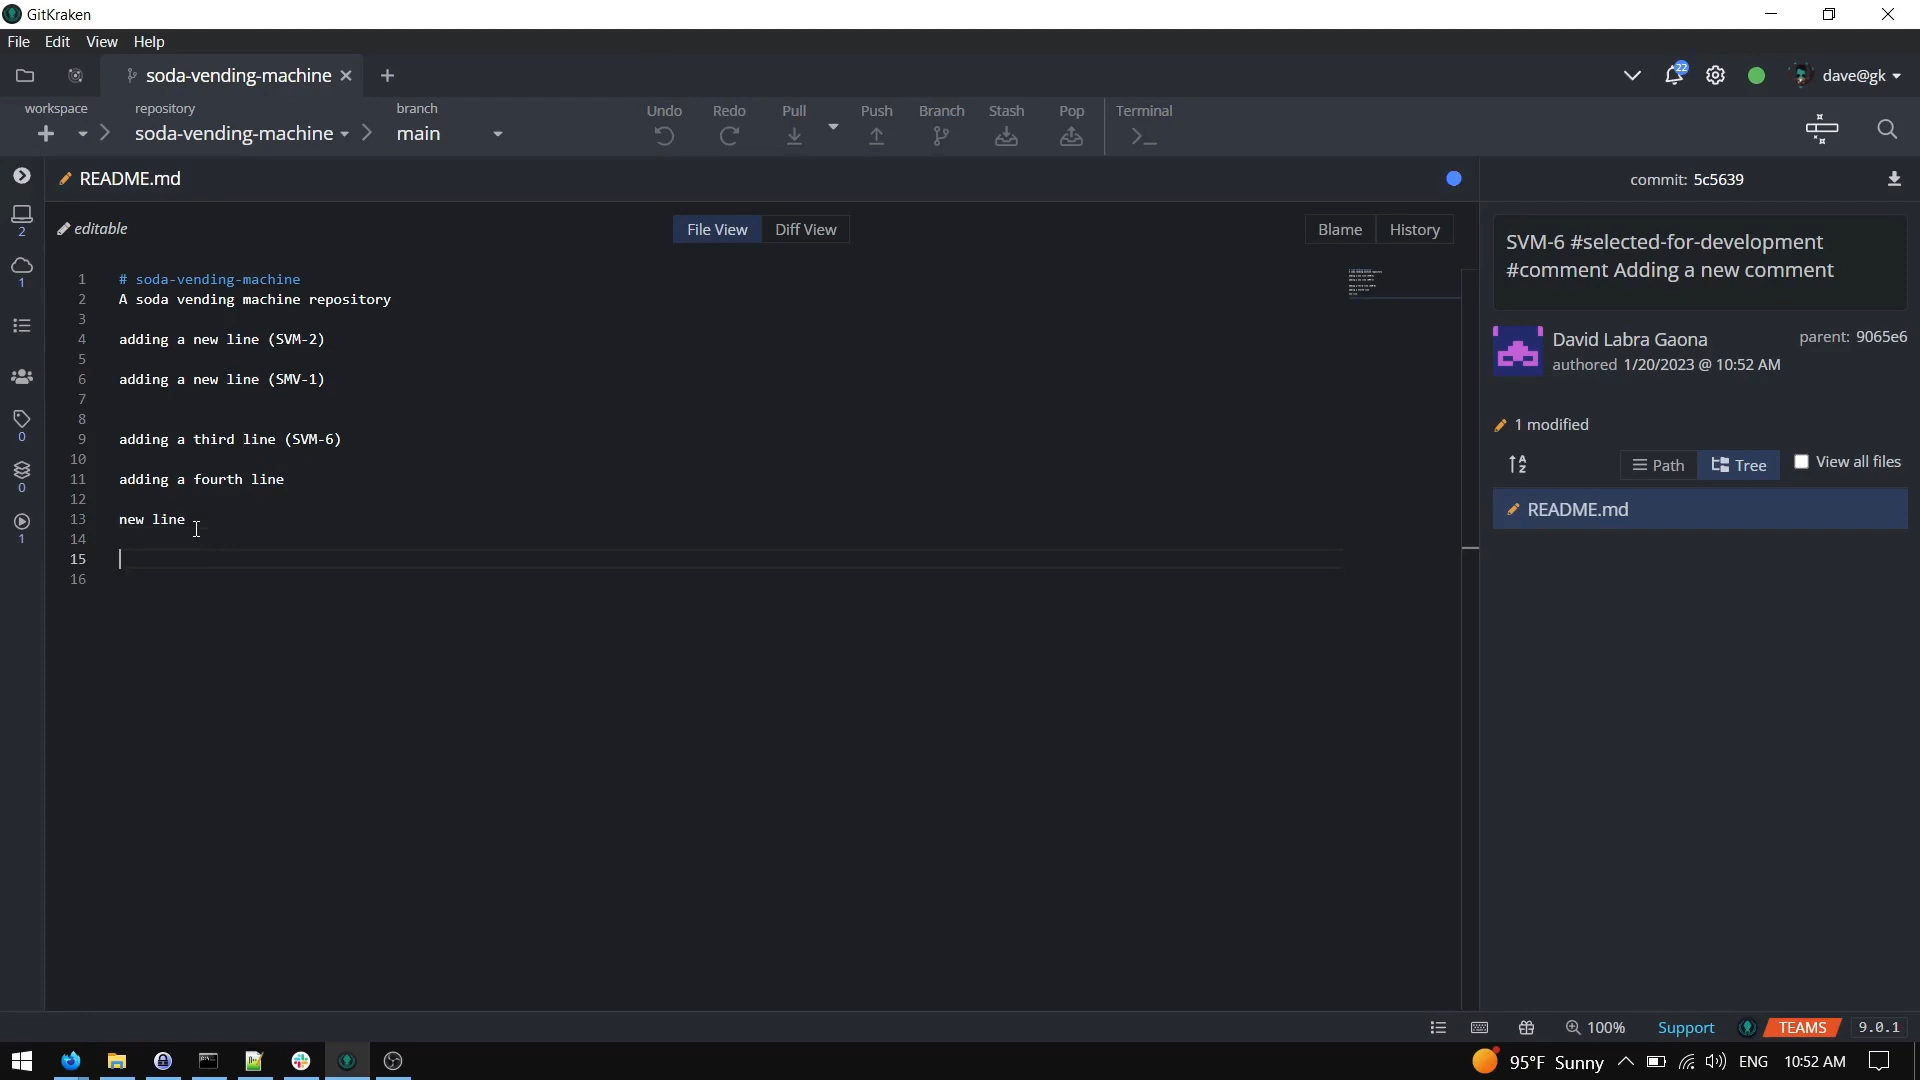 GitKraken
File Edit View Help
soda-vending-machine
22
dave@gk
workspace repository branch
soda-vending-machine main
Undo Redo Pull Push Branch Stash Pop Terminal
README.md
commit: 5c5639
editable
File View Diff View
Blame History
1 # soda-vending-machine
2 A soda vending machine repository
3
4 adding a new line (SVM-2)
5
6 adding a new line (SMV-1)
7
8
9 adding a third line (SVM-6)
10
11 adding a fourth line
12
13 new line
14
15
16
2
1
0
0
1
SVM-6 #selected-for-development
#comment Adding a new comment
David Labra Gaona
parent: 9065e6
authored 1/20/2023 @ 10:52 AM
1 modified
A
Z
Path Tree View all files
README.md
100% Support TEAMS 9.0.1
95°F Sunny ENG 10:52 AM